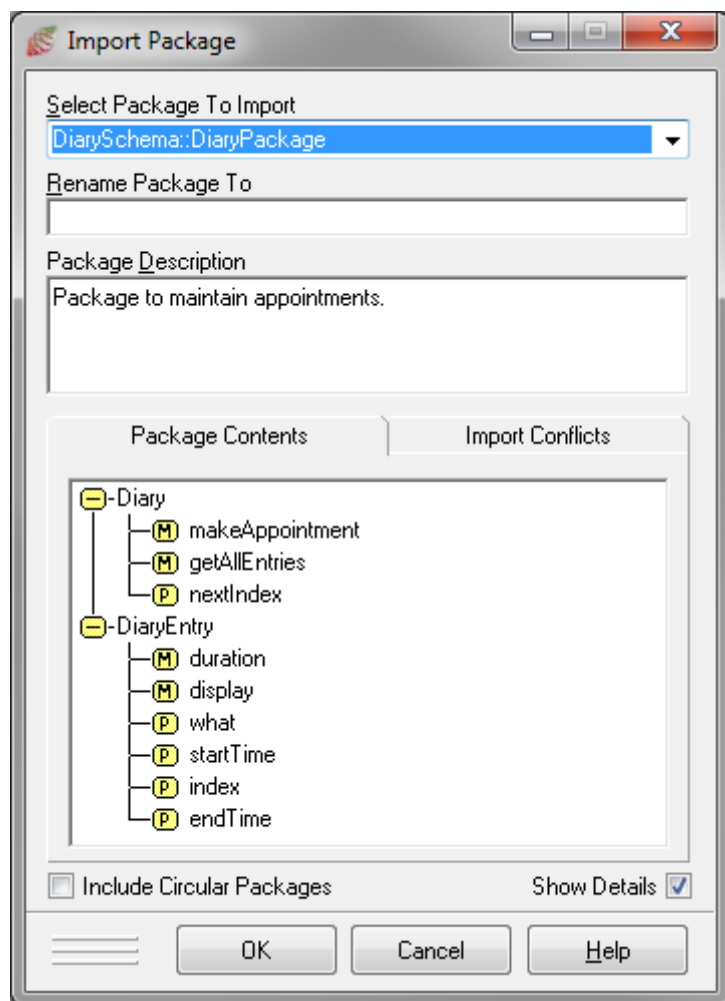 Import Package
Select Package To Import
DiarySchema::DiaryPackage
Rename Package To
Package Description
Package to maintain appointments.
Package Contents
Import Conflicts
Diary
M makeAppointment
M getAllEntries
P nextIndex
DiaryEntry
M duration
M display
P what
P startTime
P index
P endTime
Include Circular Packages
Show Details
OK
Cancel
Help